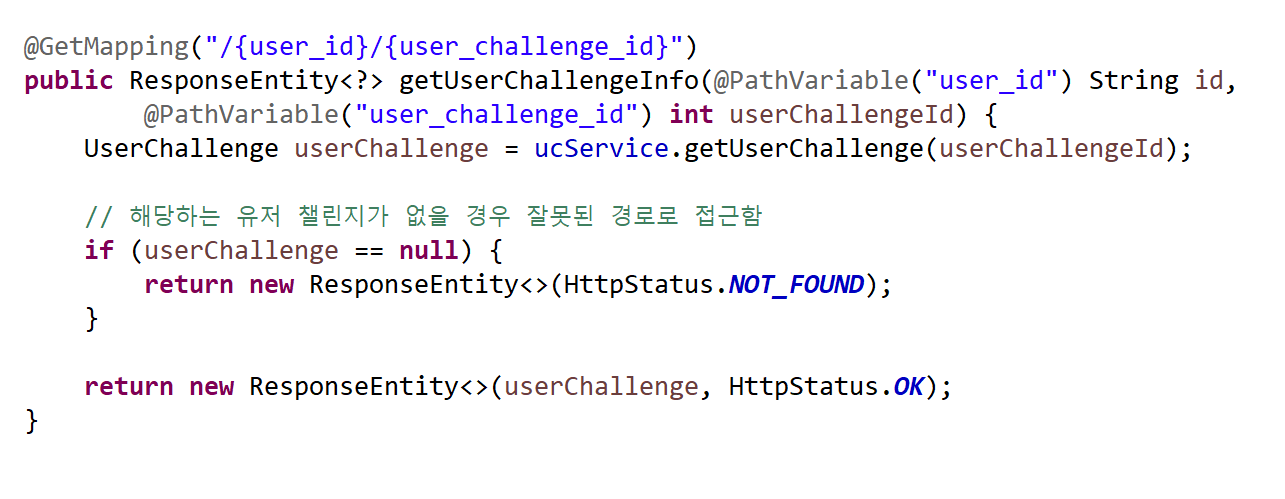 @GetMapping("/{user_id}/{user_challenge_id}")
public ResponseEntity<?> getUserChallengeInfo(@PathVariable("user_id") String id,
        @PathVariable("user_challenge_id") int userChallengeId) {
    UserChallenge userChallenge = ucService.getUserChallenge(userChallengeId);

    // 해당하는 유저 챌린지가 없을 경우 잘못된 경로로 접근함
    if (userChallenge == null) {
        return new ResponseEntity<>(HttpStatus.NOT_FOUND);
    }

    return new ResponseEntity<>(userChallenge, HttpStatus.OK);
}